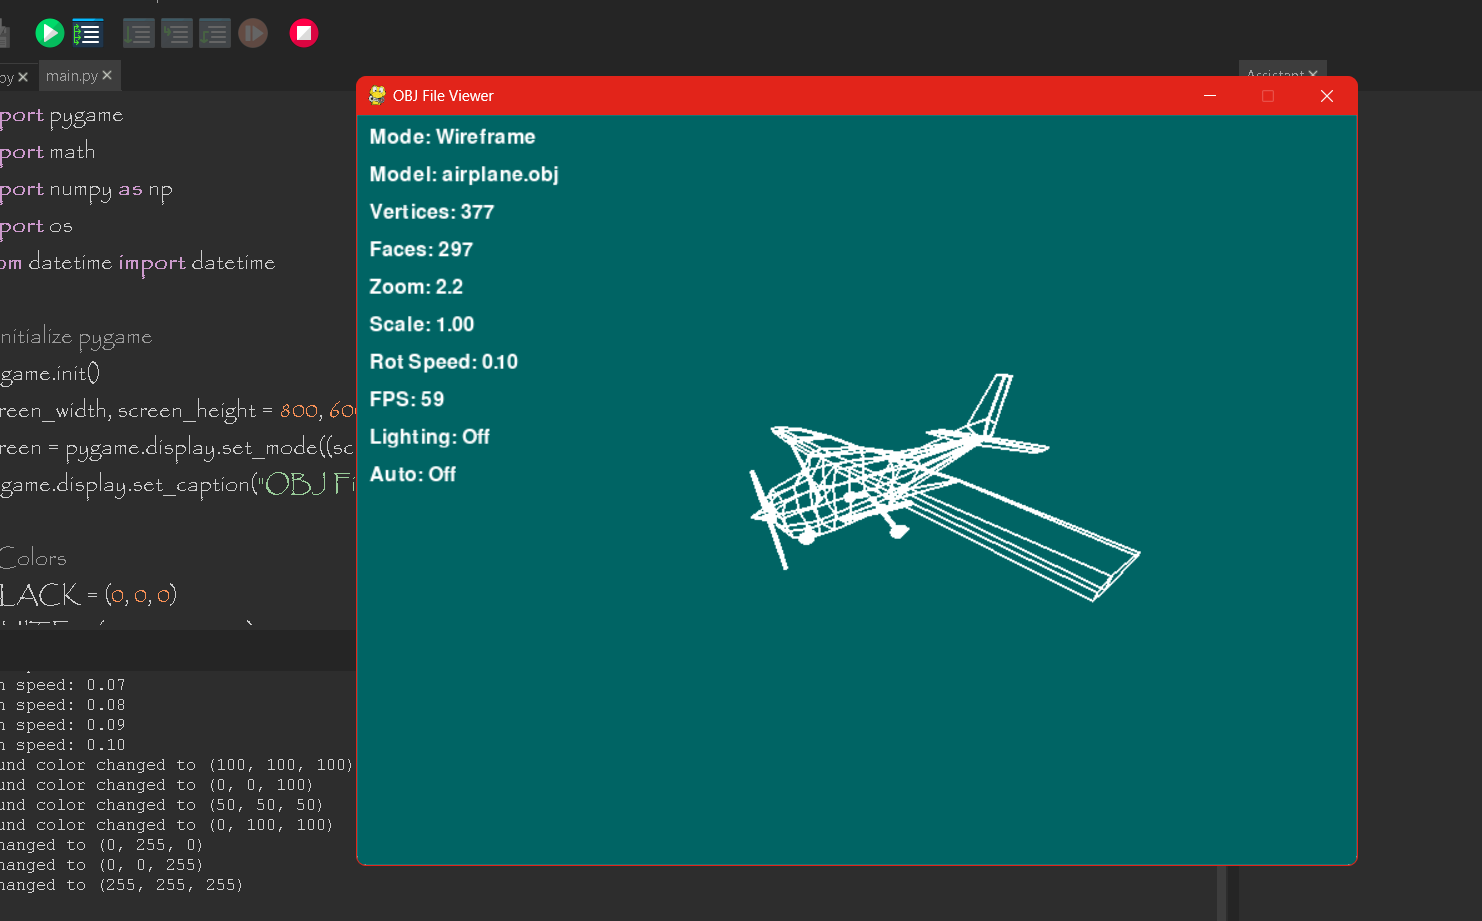 py ×
main.py ×
Assistant ×
port pygame
port math
port numpy as np
port os
om datetime import datetime
nitialize pygame
game.init()
reen_width, screen_height = 800, 60
reen = pygame.display.set_mode((sc
game.display.set_caption("OBJ Fi
Colors
LACK = (0, 0, 0)
OBJ File Viewer
Mode: Wireframe
Model: airplane.obj
Vertices: 377
Faces: 297
Zoom: 2.2
Scale: 1.00
Rot Speed: 0.10
FPS: 59
Lighting: Off
Auto: Off
n speed: 0.07
n speed: 0.08
n speed: 0.09
n speed: 0.10
und color changed to (100, 100, 100)
und color changed to (0, 0, 100)
und color changed to (50, 50, 50)
und color changed to (0, 100, 100)
hanged to (0, 255, 0)
hanged to (0, 0, 255)
hanged to (255, 255, 255)